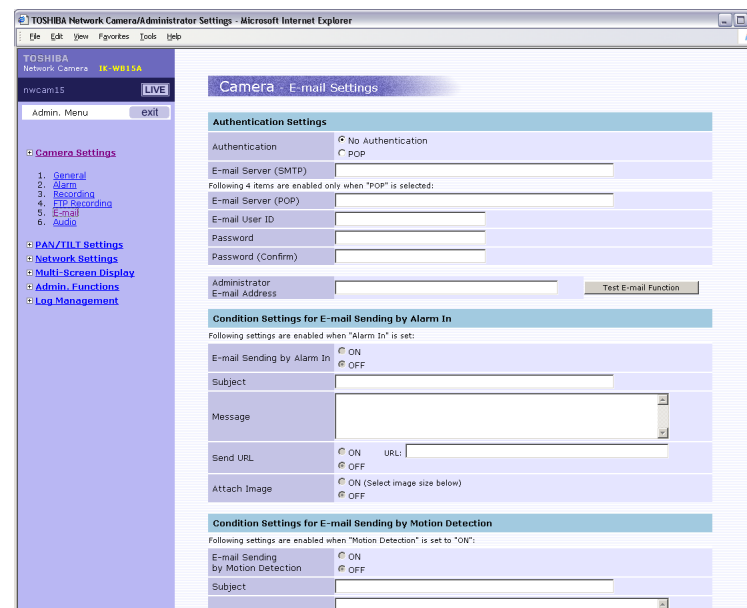 TOSHIBA Network Camera/Administrator Settings - Microsoft Internet Explorer
File Edit View Favorites Tools Help
TOSHIBA
Network Camera IK-WB15A
nwcam15 LIVE
Admin. Menu exit
Camera Settings
1. General
2. Alarm
3. Recording
4. FTP Recording
5. E-mail
6. Audio
PAN/TILT Settings
Network Settings
Multi-Screen Display
Admin. Functions
Log Management
Camera - E-mail Settings
Authentication Settings
Authentication
No Authentication
POP
E-mail Server (SMTP)
Following 4 items are enabled only when "POP" is selected:
E-mail Server (POP)
E-mail User ID
Password
Password (Confirm)
Administrator
E-mail Address
Test E-mail Function
Condition Settings for E-mail Sending by Alarm In
Following settings are enabled when "Alarm In" is set:
E-mail Sending by Alarm In
ON
OFF
Subject
Message
Send URL
ON URL:
OFF
Attach Image
ON (Select image size below)
OFF
Condition Settings for E-mail Sending by Motion Detection
Following settings are enabled when "Motion Detection" is set to "ON":
E-mail Sending
by Motion Detection
ON
OFF
Subject